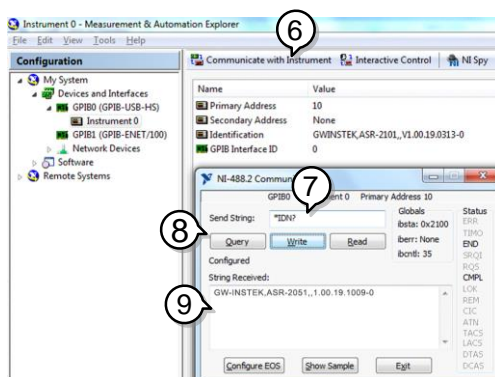 Instrument 0 - Measurement & Automation Explorer
File Edit View Tools Help
6
Configuration
Communicate with Instrument Interactive Control NI Spy
My System
Devices and Interfaces
GPIB0 (GPIB-USB-HS)
Instrument 0
GPIB1 (GPIB-ENET/100)
Network Devices
Software
Remote Systems
Name Value
Primary Address 10
Secondary Address None
Identification GWINSTEK,ASR-2101,,V1.00.19.0313-0
GPIB Interface ID 0
NI-488.2
7
GPIB0 0 Primary Address 10
Send String: *IDN?
8
Query Write Read
Configured
Globals
ibsta: 0x2100
iberr: None
ibcntl: 35
Status
ERR
TIMO
END
SRQI
RQS
CMPL
LOK
REM
CIC
ATN
TACS
LACS
DTAS
DCAS
String Received:
9
GW-INSTEK,ASR-2051,,1.00.19.1009-0
Configure EOS Show Sample Exit